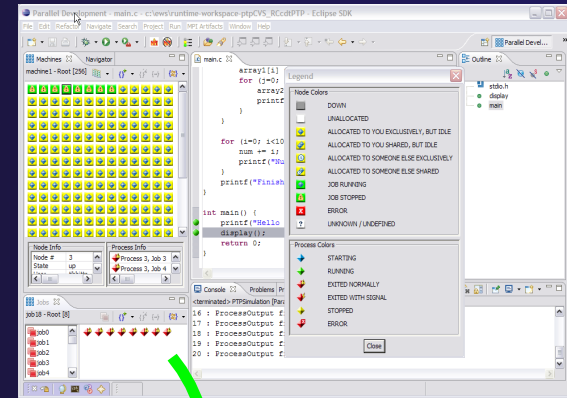 Parallel Development - main.c - c:\ews\runtime-workspace-ptpCVS_RCcdtPTP - Eclipse SDK
File Edit Refactor Navigate Search Project Run MPI Artifacts Window Help
Parallel Devel...
Machines Navigator
machine1 - Root [256]
main.c
array1[i]
for (j=0;
array2
printf
}
}
for (i=0; i<10
num += i;
printf("Nu
}
printf("Finish
}
int main() {
printf("Hello
display();
return 0;
}
Legend
Node Colors
DOWN
UNALLOCATED
ALLOCATED TO YOU EXCLUSIVELY, BUT IDLE
ALLOCATED TO YOU SHARED, BUT IDLE
ALLOCATED TO SOMEONE ELSE EXCLUSIVELY
ALLOCATED TO SOMEONE ELSE SHARED
JOB RUNNING
JOB STOPPED
ERROR
UNKNOWN / UNDEFINED
Process Colors
STARTING
RUNNING
EXITED NORMALLY
EXITED WITH SIGNAL
STOPPED
ERROR
Close
Outline
stdio.h
display
main
Node Info
Node # 3
State up
Process Info
Process 3, Job 3
Process 3, Job 4
Jobs
job18 - Root [8]
job0
job1
job2
job3
job4
Console Problems Pr
<terminated> PTPSimulation [Para
16 : ProcessOutput f
17 : ProcessOutput f
18 : ProcessOutput f
19 : ProcessOutput f
20 : ProcessOutput f